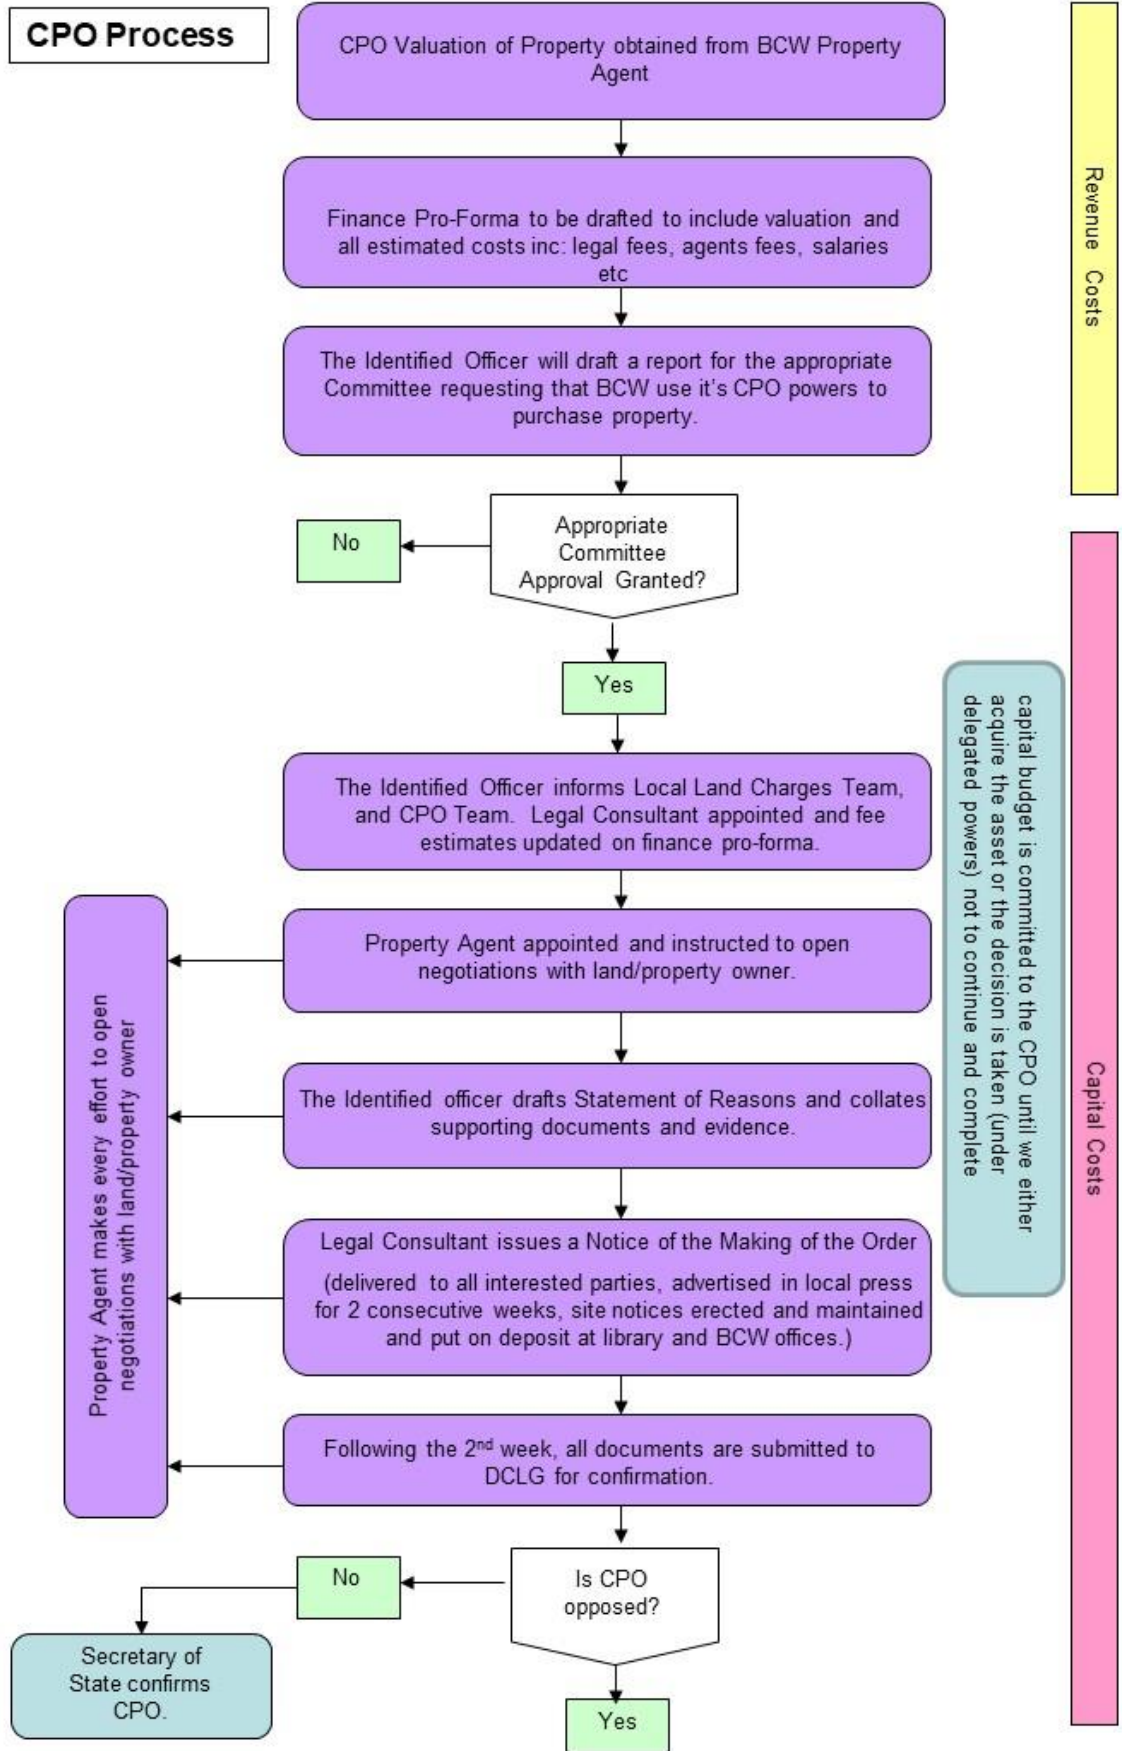 CPO Process
CPO Valuation of Property obtained from BCW Property
Agent
Finance Pro-Forma to be drafted to include valuation and
all estimated costs inc: legal fees, agents fees, salaries
etc
The Identified Officer will draft a report for the appropriate
Committee requesting that BCW use it's CPO powers to
purchase property.
Revenue Costs
Appropriate
Committee
Approval Granted?
No
Yes
The Identified Officer informs Local Land Charges Team,
and CPO Team. Legal Consultant appointed and fee
estimates updated on finance pro-forma.
capital budget is committed to the CPO until we either
acquire the asset or the decision is taken (under
delegated powers) not to continue and complete
Capital Costs
Property Agent appointed and instructed to open
negotiations with land/property owner.
Property Agent makes every effort to open
negotiations with land/property owner
The Identified officer drafts Statement of Reasons and collates
supporting documents and evidence.
Legal Consultant issues a Notice of the Making of the Order
(delivered to all interested parties, advertised in local press
for 2 consecutive weeks, site notices erected and maintained
and put on deposit at library and BCW offices.)
Following the 2nd week, all documents are submitted to
DCLG for confirmation.
Is CPO
opposed?
No
Secretary of
State confirms
CPO.
Yes